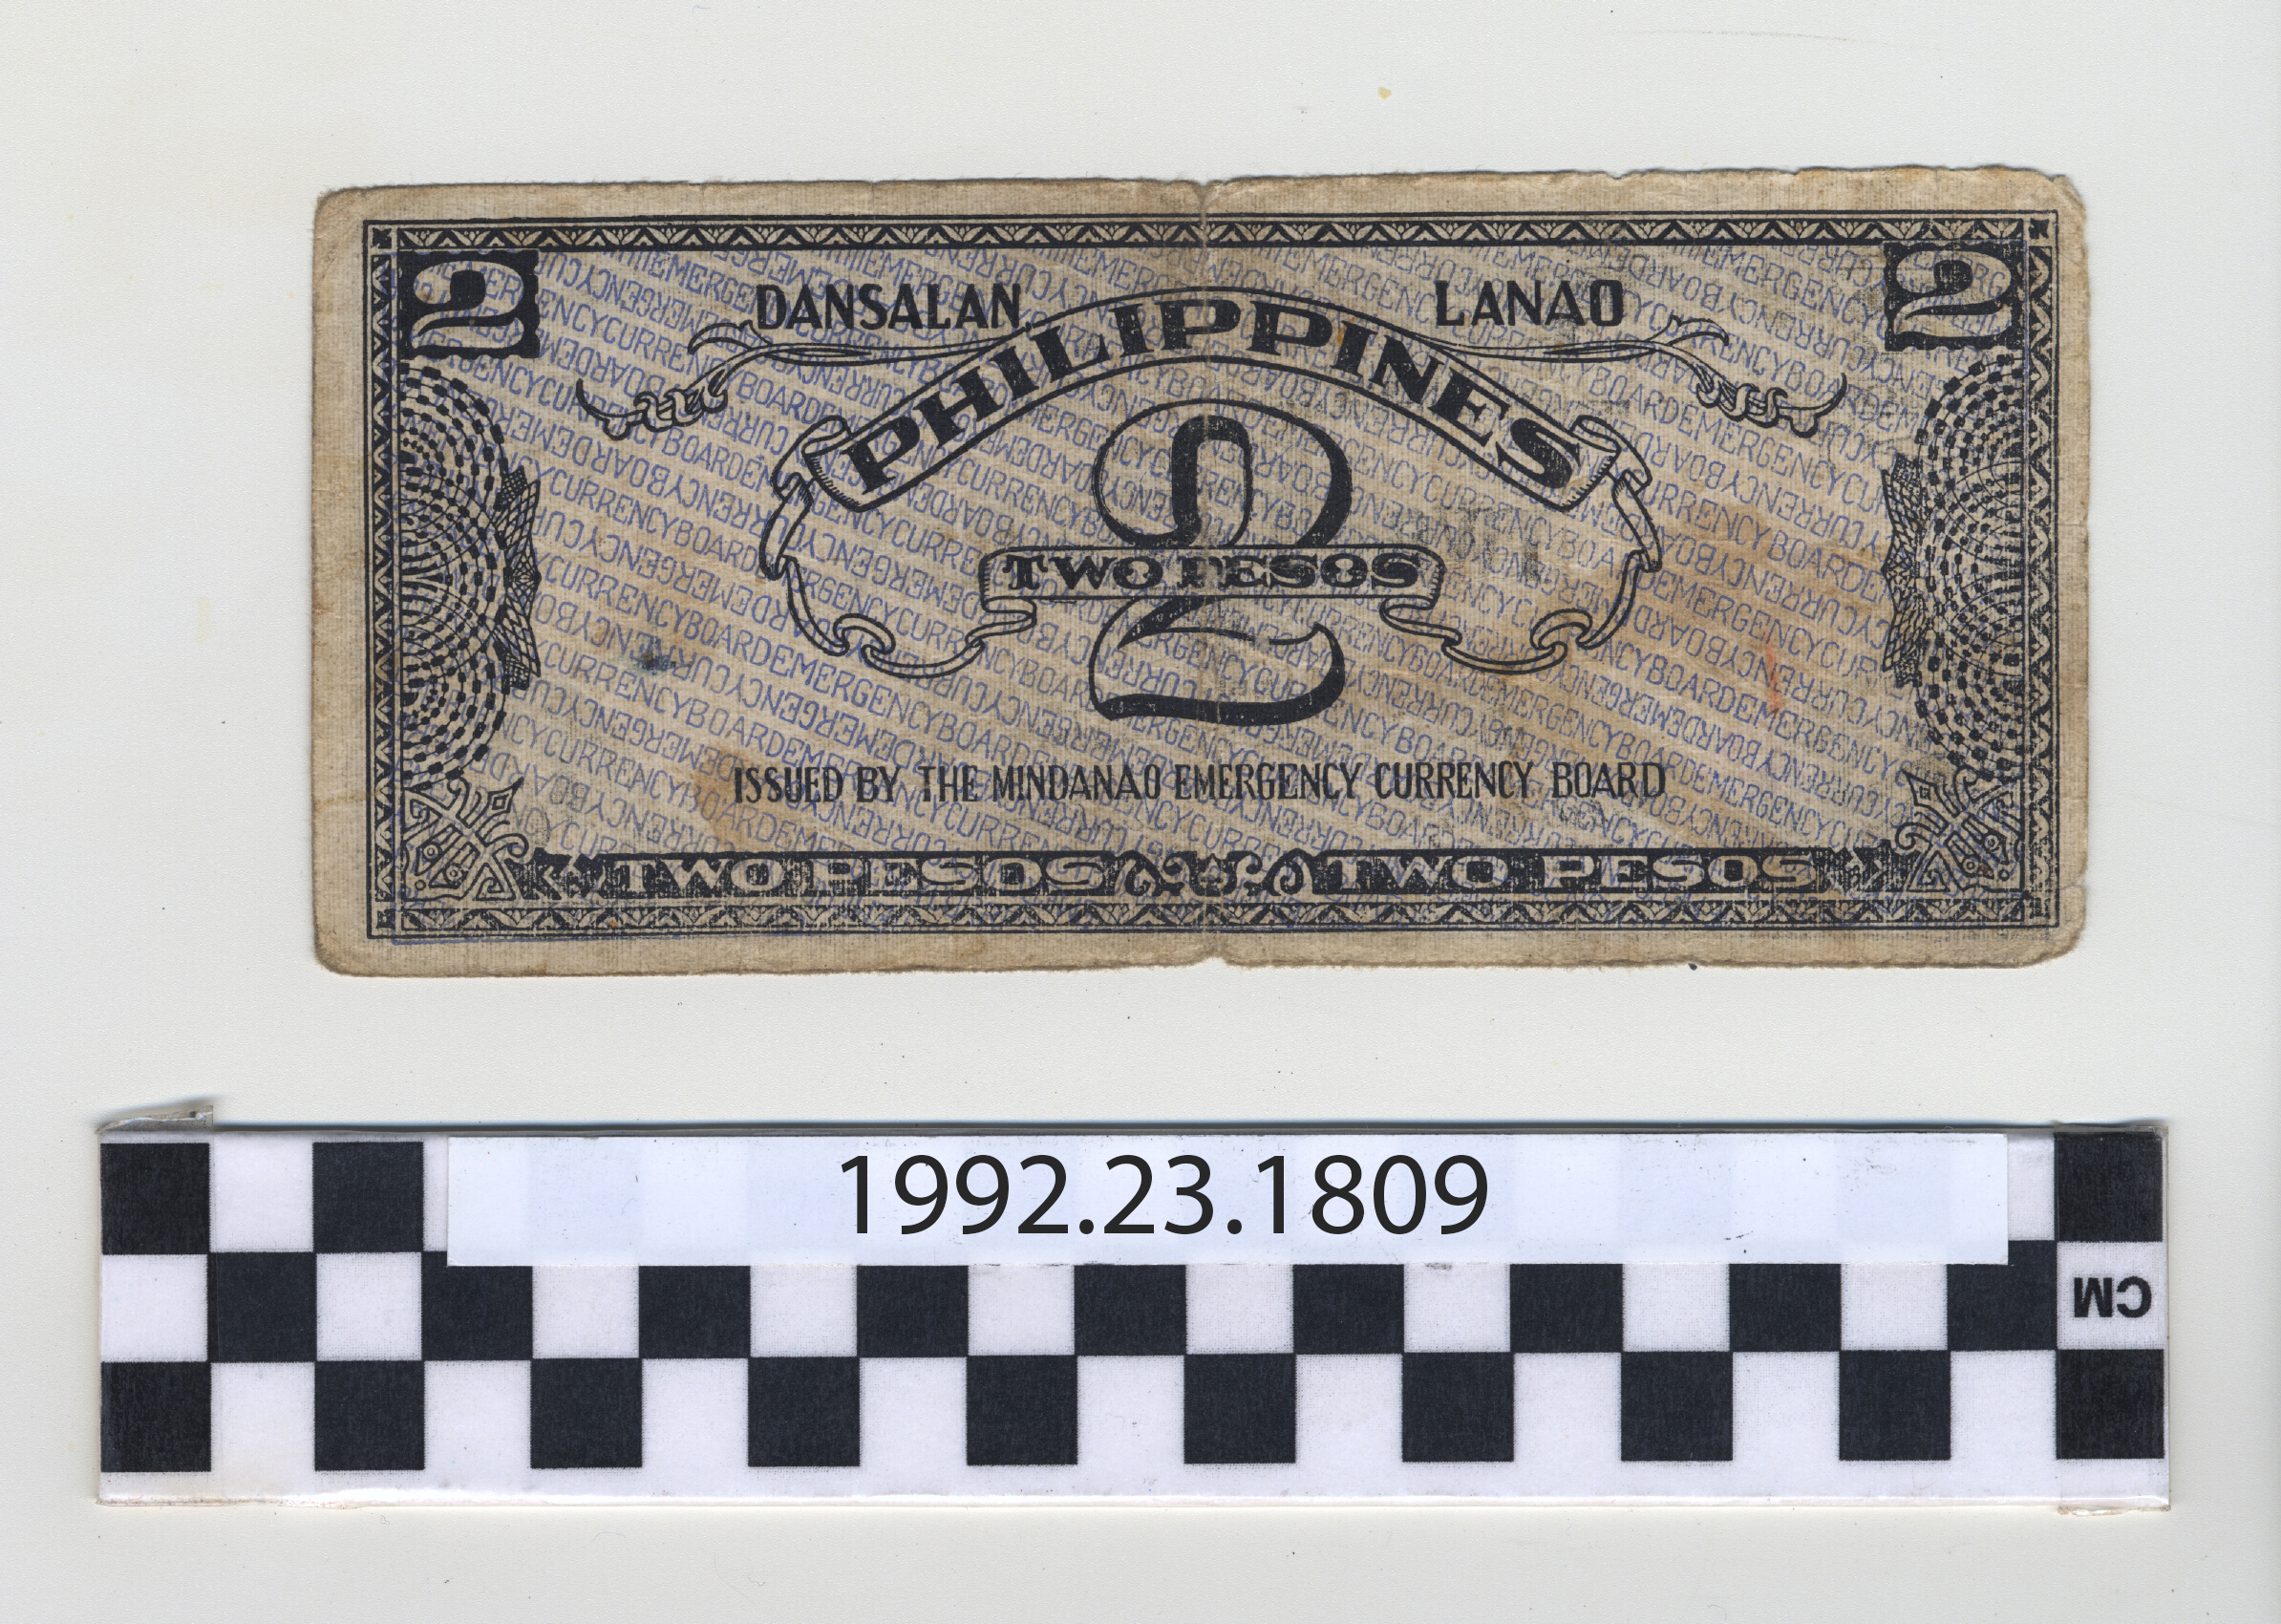 2 2
DANSALAN, LANAO
PHILIPPINES
2
TWO PESOS
ISSUED BY THE MINDANAO EMERGENCY CURRENCY BOARD
TWO PESOS TWO PESOS
EMERGENCYCURRENCYBOARDEMERGENCYCURRENCYBOARD
1992.23.1809
CM